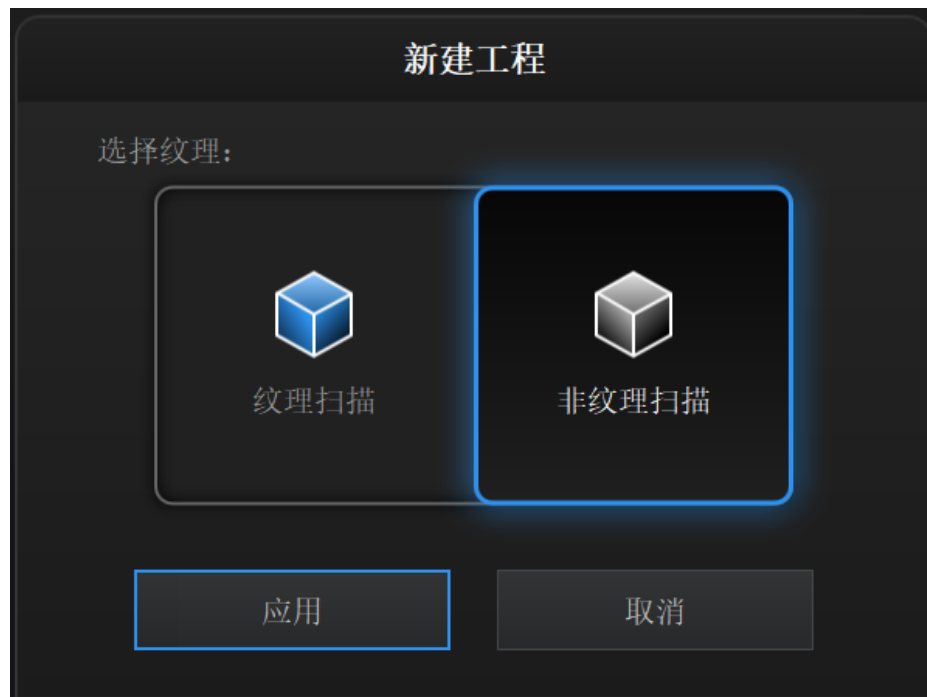 新建工程
选择纹理：
纹理扫描
非纹理扫描
应用
取消